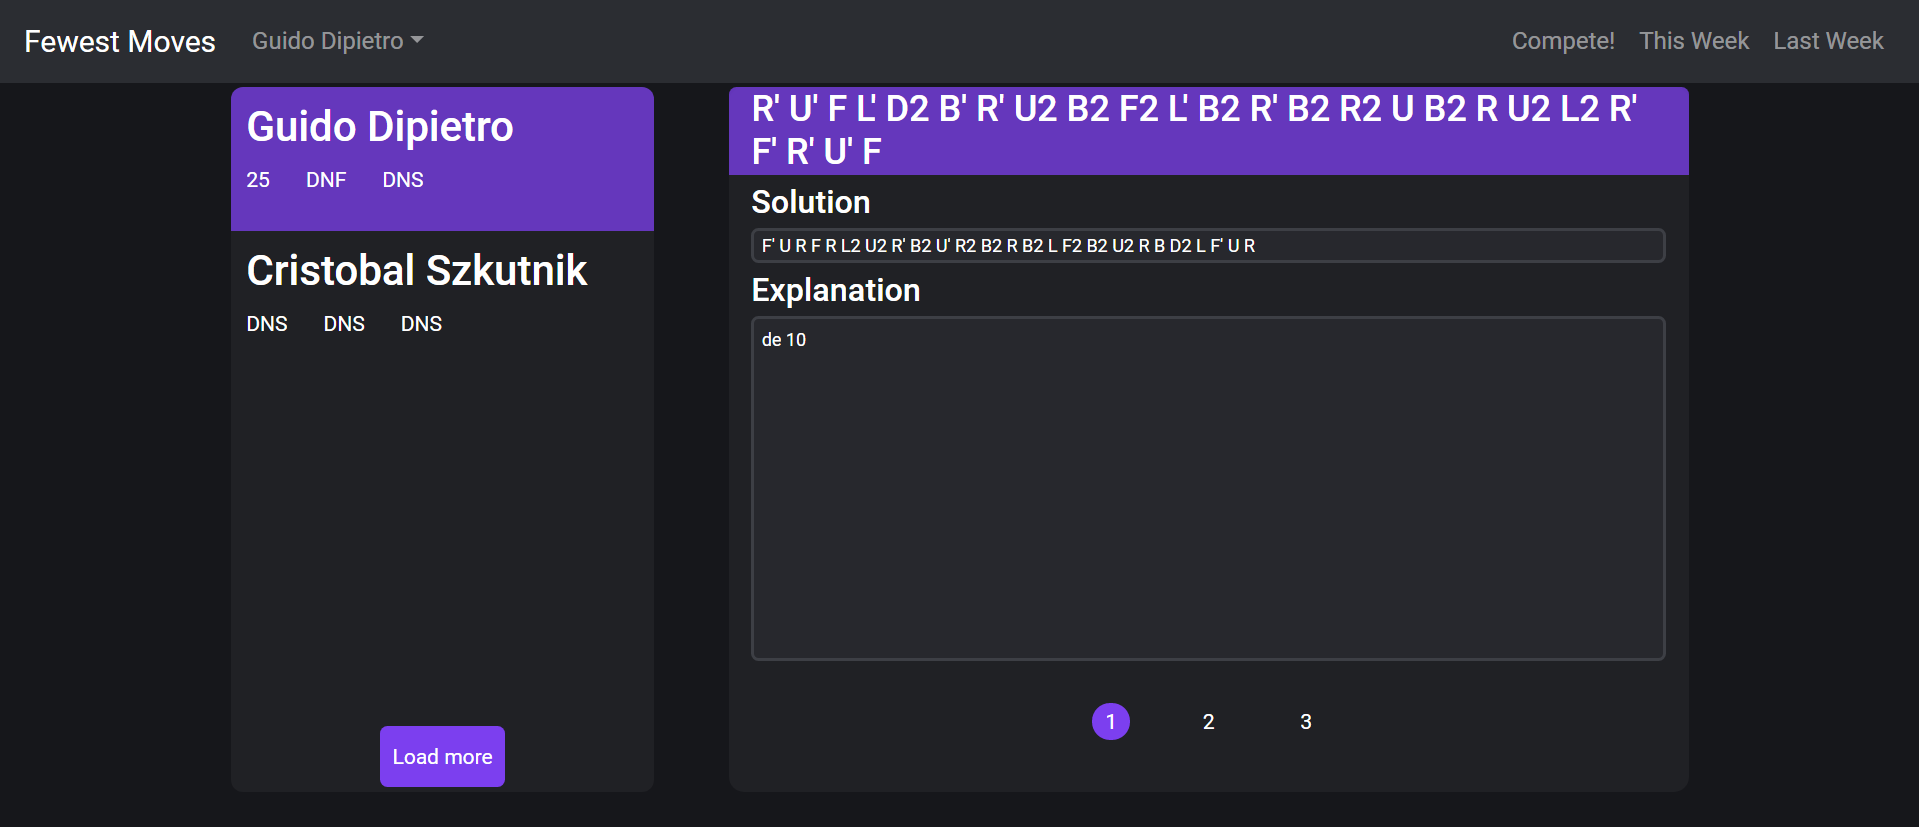 Fewest Moves Guido Dipietro Compete! This Week Last Week
Guido Dipietro
25 DNF DNS
Cristobal Szkutnik
DNS DNS DNS
Load more
R' U' F L' D2 B' R' U2 B2 F2 L' B2 R' B2 R2 U B2 R U2 L2 R'
F' R' U' F
Solution
F' U R F R L2 U2 R' B2 U' R2 B2 R B2 L F2 B2 U2 R B D2 L F' U R
Explanation
de 10
1 2 3